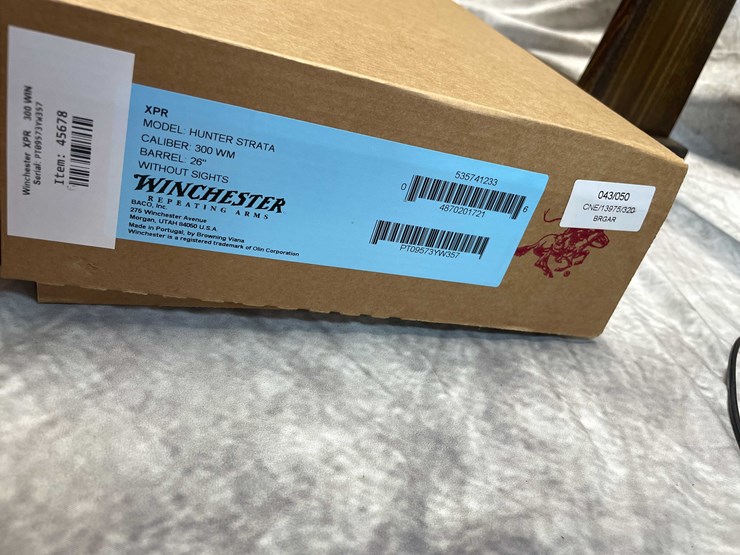 Winchester XPR 300 WIN
Serial: PT09573YW357
Item: 45678
XPR
MODEL: HUNTER STRATA
CALIBER: 300 WM
BARREL: 26"
WITHOUT SIGHTS
WINCHESTER
REPEATING ARMS
BACO, Inc.
275 Winchester Avenue
Morgan, UTAH 84050 U.S.A.
Made in Portugal, by Browning Viana
Winchester is a registered trademark of Olin Corporation
535741233
0 4870201721 6
PT09573YW357
043/050
CNE/13975/320
BRGAR